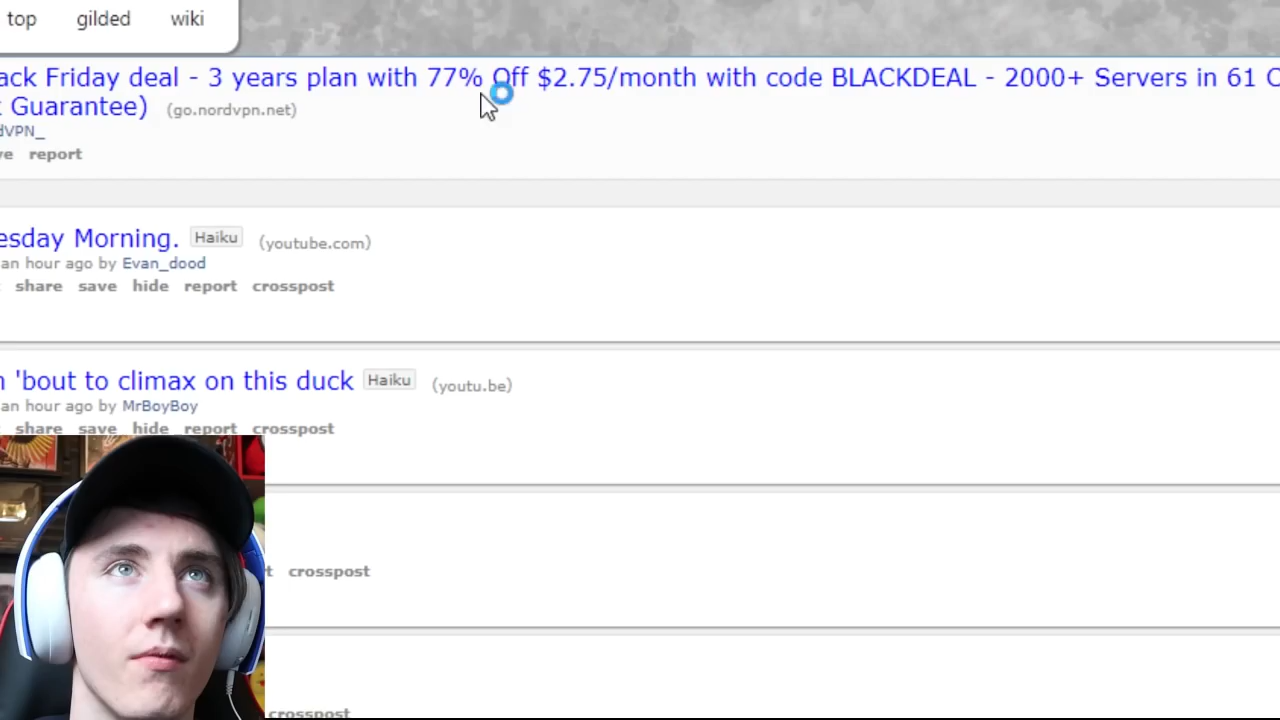 top gilded wiki
ack Friday deal - 3 years plan with 77% Off $2.75/month with code BLACKDEAL - 2000+ Servers in 61
Guarantee) (go.nordvpn.net)
dVPN_
ve report
esday Morning. Haiku (youtube.com)
an hour ago by Evan_dood
share save hide report crosspost
'bout to climax on this duck Haiku (youtu.be)
an hour ago by MrBoyBoy
share save hide report crosspost
t crosspost
crosspost